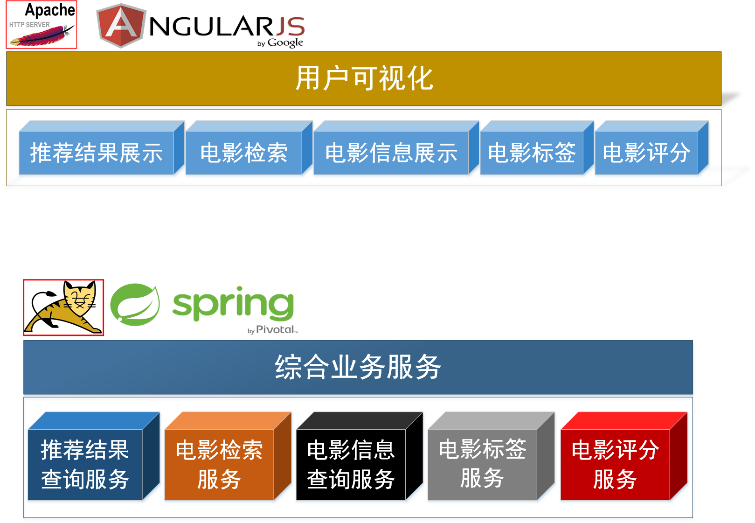 Apache
HTTP SERVER
ANGULARJS
by Google
用户可视化
推荐结果展示
电影检索
电影信息展示
电影标签
电影评分
spring
by Pivotal™
综合业务服务
推荐结果
查询服务
电影检索
服务
电影信息
查询服务
电影标签
服务
电影评分
服务